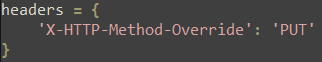 headers = {
    'X-HTTP-Method-Override': 'PUT'
}